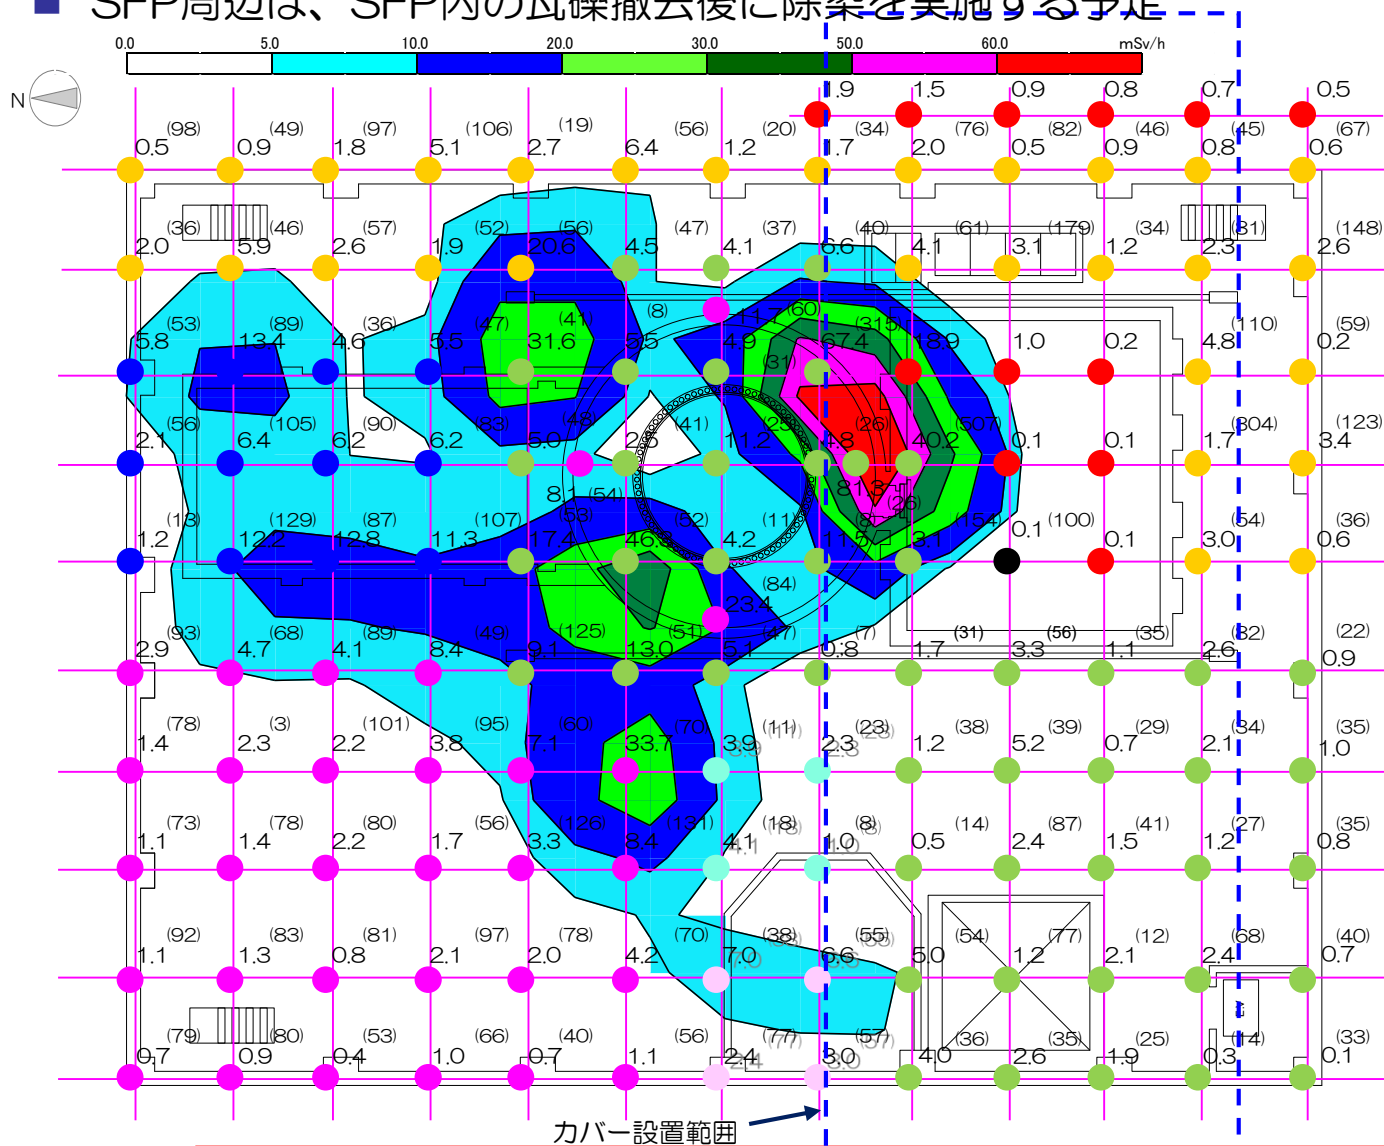 ■ SFP周辺は、SFP内の瓦礫撤去後に除染を実施する予定
0.0 5.0 10.0 20.0 30.0 50.0 60.0 mSv/h
N
1.9 1.5 0.9 0.8 0.7 0.5
(98) (49) (97) (106) (19) (56) (20) (34) (76) (82) (46) (45) (67)
0.5 0.9 1.8 5.1 2.7 6.4 1.2 1.7 2.0 0.5 0.9 0.8 0.6
(36) (46) (57) (52) (56) (47) (37) (40) (61) (179) (34) (31) (148)
2.0 5.9 2.6 1.9 20.6 4.5 4.1 6.6 4.1 3.1 1.2 2.3 2.6
(8) (60)
(53) (89) (36) (47) (41) (315) (110) (59)
5.8 13.4 4.6 5.5 31.6 5.5 4.9 67.4 18.9 1.0 0.2 4.8 0.2
(31)
(56) (105) (90) (83) (48) (41) (25) (26) (507) (304) (123)
2.1 6.4 6.2 6.2 5.0 11.2 4.8 40.2 0.1 0.1 1.7 3.4
8.1 (54) 81.3 (26)
(13) (129) (87) (107) (53) (52) (11) (154) (100) (54) (36)
1.2 12.2 12.8 11.3 17.4 46.3 4.2 11.5 3.1 0.1 0.1 3.0 0.6
(84)
23.4
(93) (68) (89) (49) (125) (51) (47) (7) (31) (56) (35) (32) (22)
2.9 4.7 4.1 8.4 9.1 13.0 5.1 0.8 1.7 3.3 1.1 2.6 0.9
(78) (3) (101) (95) (60) (70) (11) (23) (38) (39) (29) (34) (35)
1.4 2.3 2.2 3.8 7.1 33.7 3.9 2.3 1.2 5.2 0.7 2.1 1.0
(73) (78) (80) (56) (126) (131) (18) (8) (14) (87) (41) (27) (35)
1.1 1.4 2.2 1.7 3.3 8.4 4.1 1.0 0.5 2.4 1.5 1.2 0.8
(92) (83) (81) (97) (78) (70) (38) (55) (54) (77) (12) (68) (40)
1.1 1.3 0.8 2.1 2.0 4.2 7.0 6.6 5.0 1.2 2.1 2.4 0.7
(79) (80) (53) (66) (40) (56) (77) (57) (36) (35) (25) (14) (33)
0.7 0.9 0.4 1.0 0.7 1.1 2.4 3.0 4.0 2.6 1.9 0.3 0.1
カバー設置範囲